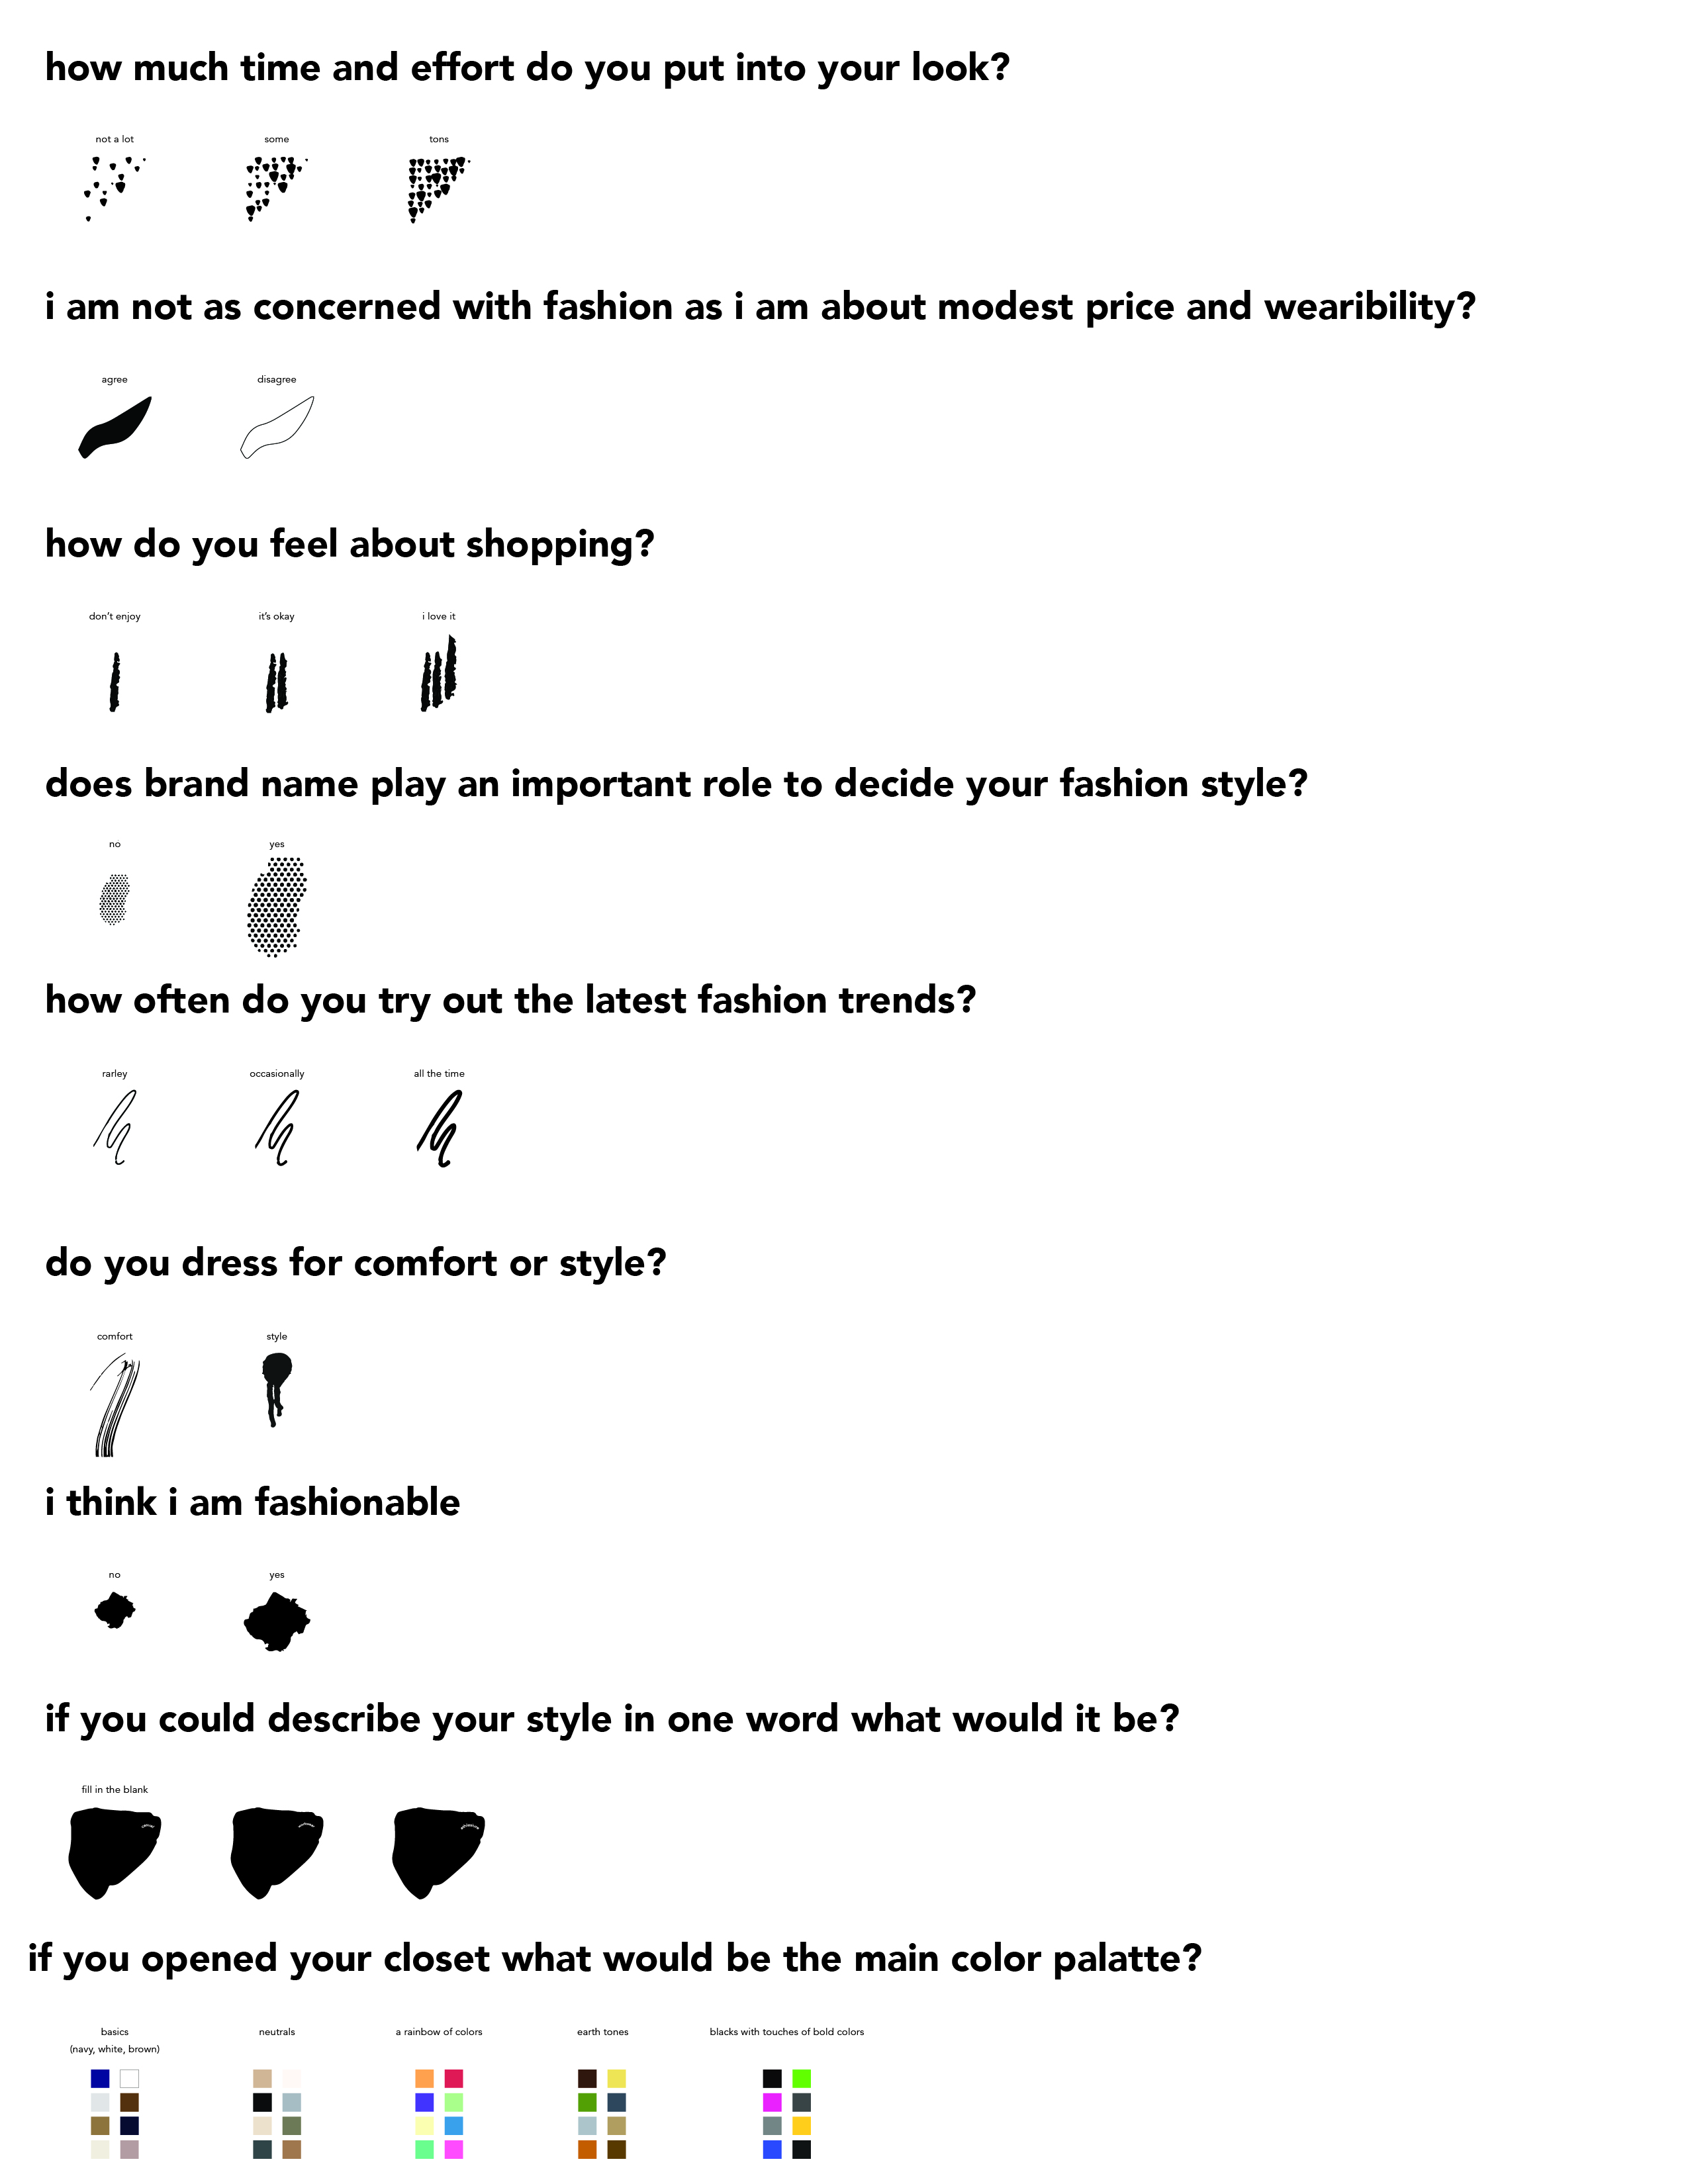 how much time and effort do you put into your look?
not a lot some tons
i am not as concerned with fashion as i am about modest price and wearibility?
agree disagree
how do you feel about shopping?
don't enjoy it's okay i love it
does brand name play an important role to decide your fashion style?
no yes
how often do you try out the latest fashion trends?
rarley occasionally all the time
do you dress for comfort or style?
comfort style
i think i am fashionable
no yes
if you could describe your style in one word what would it be?
fill in the blank
if you opened your closet what would be the main color palatte?
basics neutrals a rainbow of colors earth tones blacks with touches of bold colors
(navy, white, brown)